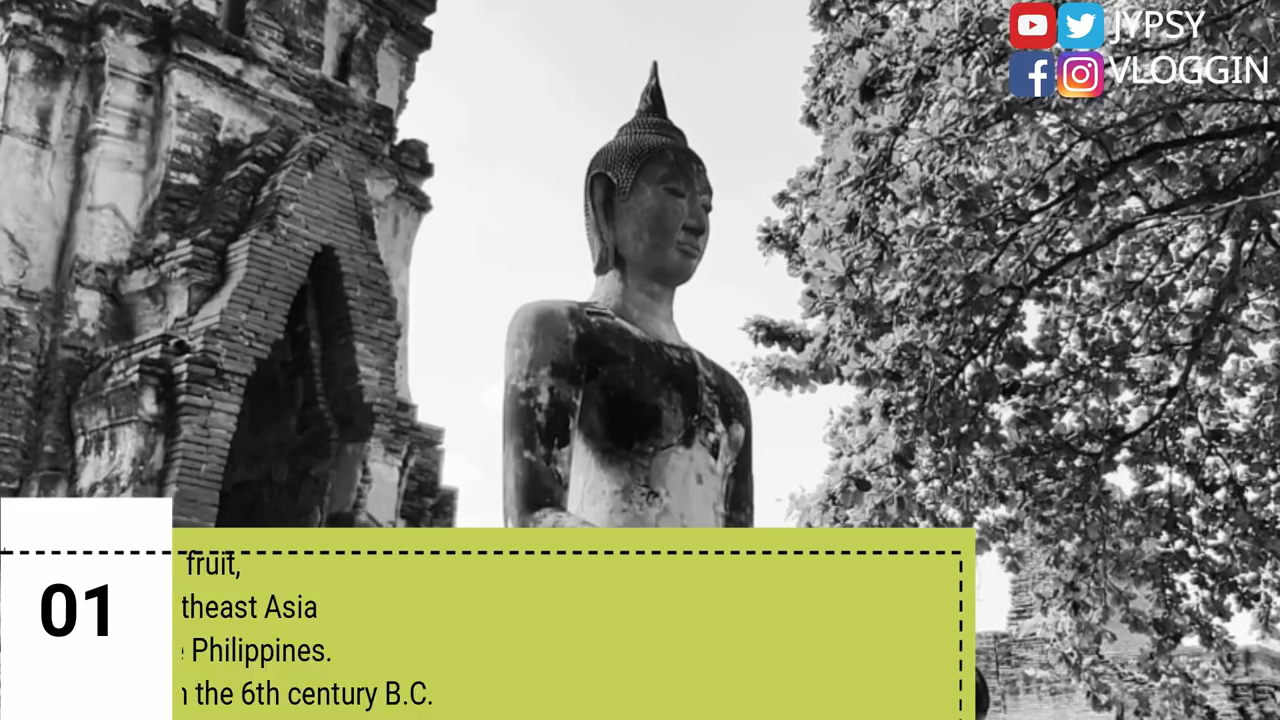 JYPSY
VLOGGIN
01
fruit,
theast Asia
Philippines.
the 6th century B.C.